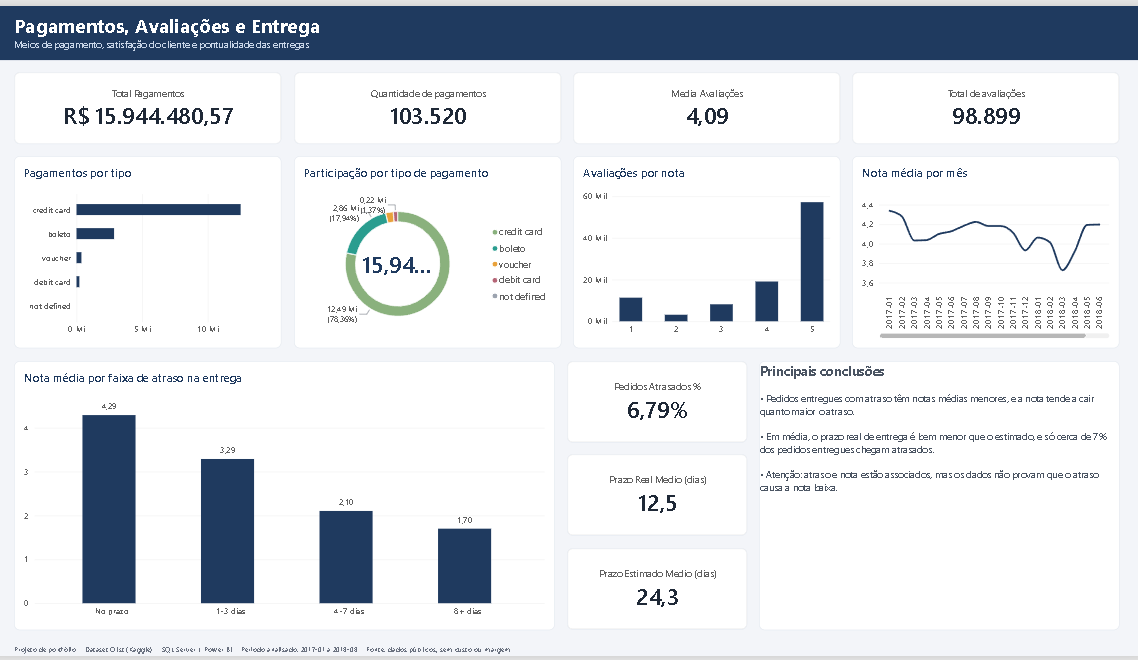 Pagamentos, Avaliações e Entrega
Meios de pagamento, satisfação do cliente e pontualidade das entregas
Total Pagamentos
R$ 15.944.480,57
Quantidade de pagamentos
103.520
Media Avaliações
4,09
Total de avaliações
98.899
Pagamentos por tipo
credit card
boleto
voucher
debit card
not defined
0 Mi
5 Mi
10 Mi
Participação por tipo de pagamento
0,22 Mi
(1,37%)
2,86 Mi
(17,94%)
15,94...
12,49 Mi
(78,36%)
credit card
boleto
voucher
debit card
not defined
Avaliações por nota
60 Mil
40 Mil
20 Mil
0 Mil
1
2
3
4
5
Nota média por mês
4,4
4,2
4,0
3,8
3,6
2017-01
2017-02
2017-03
2017-04
2017-05
2017-06
2017-07
2017-08
2017-09
2017-10
2017-11
2017-12
2018-01
2018-02
2018-03
2018-04
2018-05
2018-06
Nota média por faixa de atraso na entrega
4
3
2
1
0
4,29
3,29
2,10
1,70
No prazo
1-3 dias
4-7 dias
8+ dias
Pedidos Atrasados %
6,79%
Prazo Real Medio (dias)
12,5
Prazo Estimado Medio (dias)
24,3
Principais conclusões
• Pedidos entregues com atraso têm notas médias menores, e a nota tende a cair
quanto maior o atraso.
• Em média, o prazo real de entrega é bem menor que o estimado, e só cerca de 7%
dos pedidos entregues chegam atrasados.
• Atenção: atraso e nota estão associados, mas os dados não provam que o atraso
causa a nota baixa.
Projeto de portfólio Dataset Olist (Kaggle) SQL Server + Power BI Período analisado: 2017-01 a 2018-08 Fonte: dados públicos, sem custo ou margem